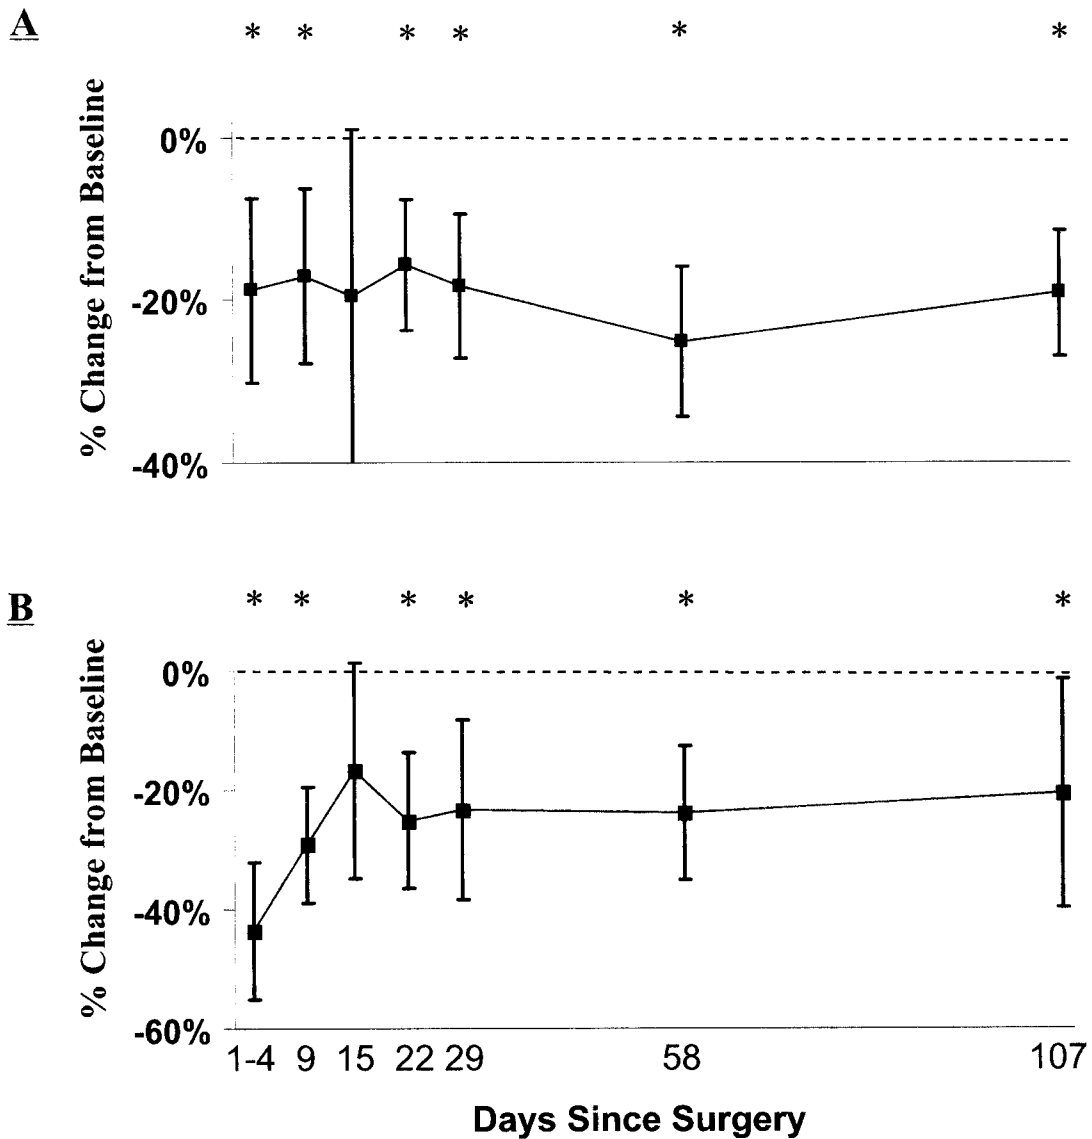 A
* * * * * *
% Change from Baseline
0%
-20%
-40%
B
* * * * * *
% Change from Baseline
0%
-20%
-40%
-60%
1-4 9 15 22 29 58 107
Days Since Surgery